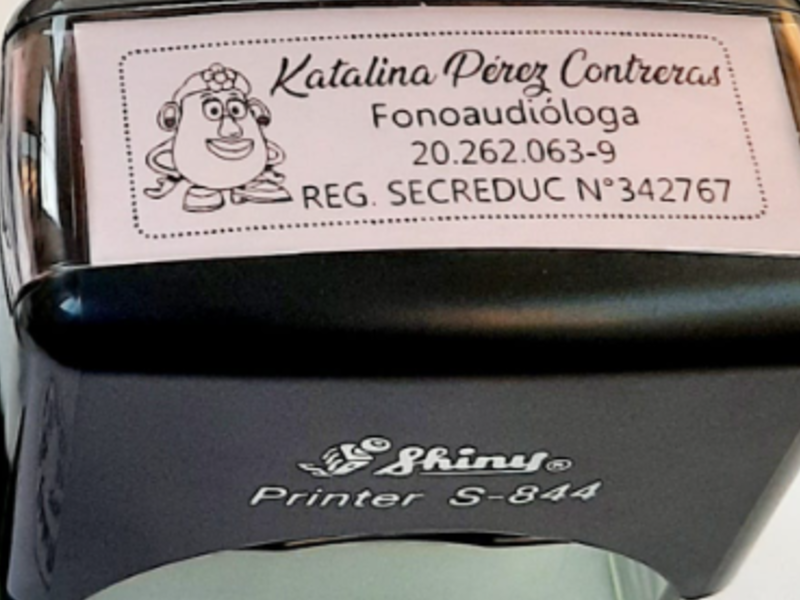 Katalina Pérez Contreras
Fonoaudióloga
20.262.063-9
REG. SECREDUC N°342767
Shiny®
Printer S-844